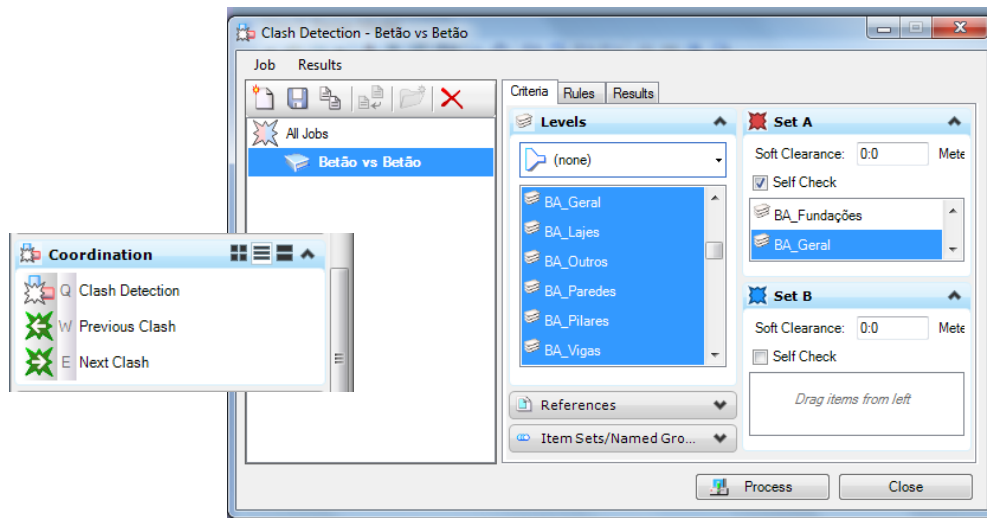 Clash Detection - Betão vs Betão
Job Results
All Jobs
Betão vs Betão
Criteria Rules Results
Levels
(none)
BA_Geral
BA_Lajes
BA_Outros
BA_Paredes
BA_Pilares
BA_Vigas
References
Item Sets/Named Gro...
Set A
Soft Clearance: 0:0 Mete
Self Check
BA_Fundações
BA_Geral
Set B
Soft Clearance: 0:0 Mete
Self Check
Drag items from left
Process Close
Coordination
Q Clash Detection
W Previous Clash
E Next Clash